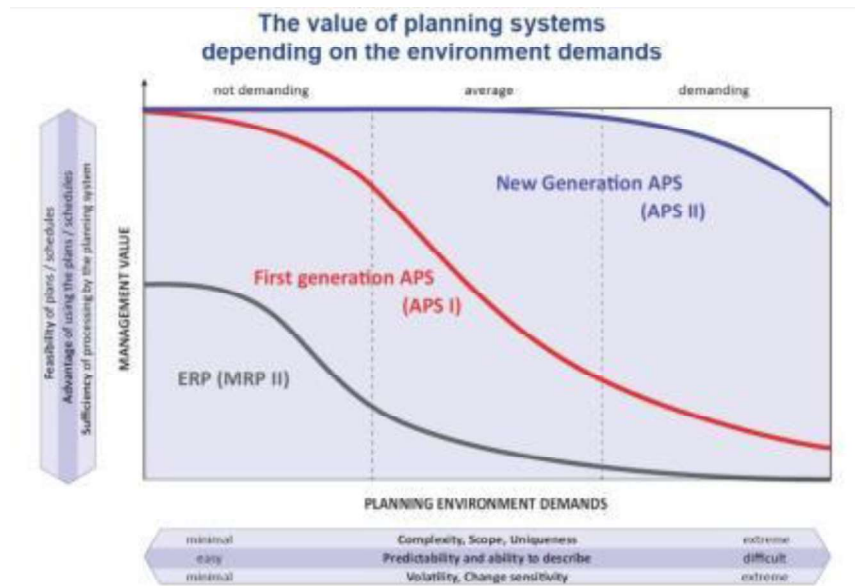 The value of planning systems
depending on the environment demands
not demanding average demanding
Feasibility of plans / schedules
Advantage of using the plans / schedules
Sufficiency of processing by the planning system
MANAGEMENT VALUE
New Generation APS
(APS II)
First generation APS
(APS I)
ERP (MRP II)
PLANNING ENVIRONMENT DEMANDS
minimal Complexity, Scope, Uniqueness extreme
easy Predictability and ability to describe difficult
minimal Volatility, Change sensitivity extreme